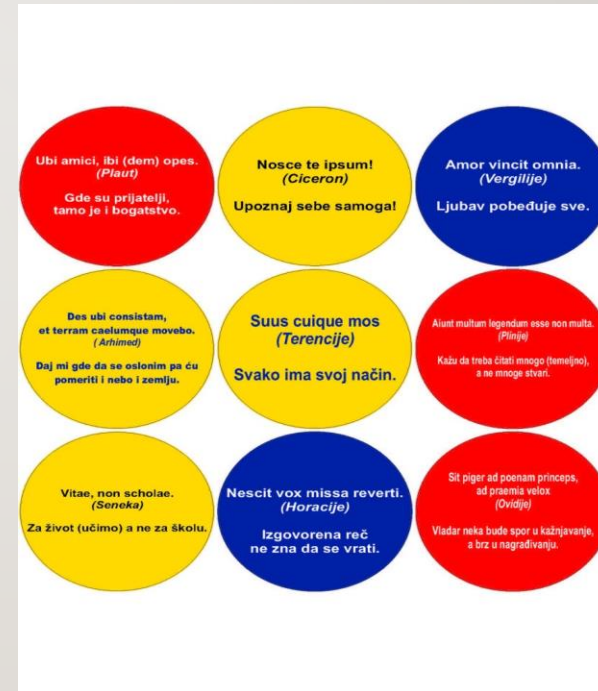 Ubi amici, ibi (dem) opes.
(Plaut)
Gde su prijatelji,
tamo je i bogatstvo.
Nosce te ipsum!
(Ciceron)
Upoznaj sebe samoga!
Amor vincit omnia.
(Vergilije)
Ljubav pobeđuje sve.
Des ubi consistam,
et terram caelumque movebo.
( Arhimed)
Daj mi gde da se oslonim pa ću
pomeriti i nebo i zemlju.
Suus cuique mos
(Terencije)
Svako ima svoj način.
Aiunt multum legendum esse non multa.
(Plinije)
Kažu da treba čitati mnogo (temeljno),
a ne mnoge stvari.
Vitae, non scholae.
(Seneka)
Za život (učimo) a ne za školu.
Nescit vox missa reverti.
(Horacije)
Izgovorena reč
ne zna da se vrati.
Sit piger ad poenam princeps,
ad praemia velox
(Ovidije)
Vladar neka bude spor u kažnjavanje,
a brz u nagrađivanju.